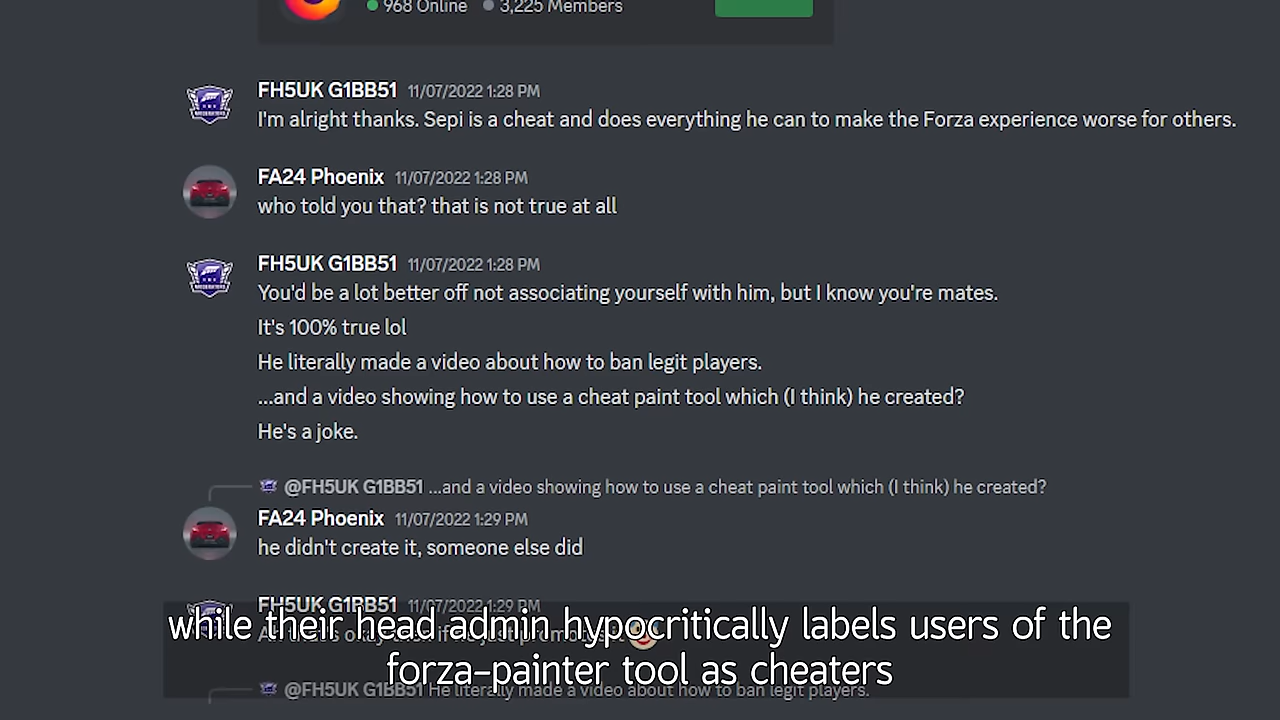 968 Online 3,225 Members
FH5UK G1BB51 11/07/2022 1:28 PM
I'm alright thanks. Sepi is a cheat and does everything he can to make the Forza experience worse for others.
FA24 Phoenix 11/07/2022 1:28 PM
who told you that? that is not true at all
FH5UK G1BB51 11/07/2022 1:28 PM
You'd be a lot better off not associating yourself with him, but I know you're mates.
It's 100% true lol
He literally made a video about how to ban legit players.
...and a video showing how to use a cheat paint tool which (I think) he created?
He's a joke.
@FH5UK G1BB51 ...and a video showing how to use a cheat paint tool which (I think) he created?
FA24 Phoenix 11/07/2022 1:29 PM
he didn't create it, someone else did
FH5UK G1BB51 11/07/2022 1:29 PM
while their head admin hypocritically labels users of the
forza-painter tool as cheaters
@FH5UK G1BB51 He literally made a video about how to ban legit players.